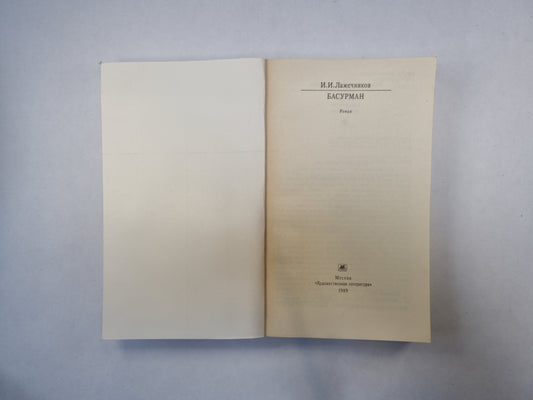 И.И.Лажечников
БАСУРМАН
Роман
Москва
«Художественная литература»
1989